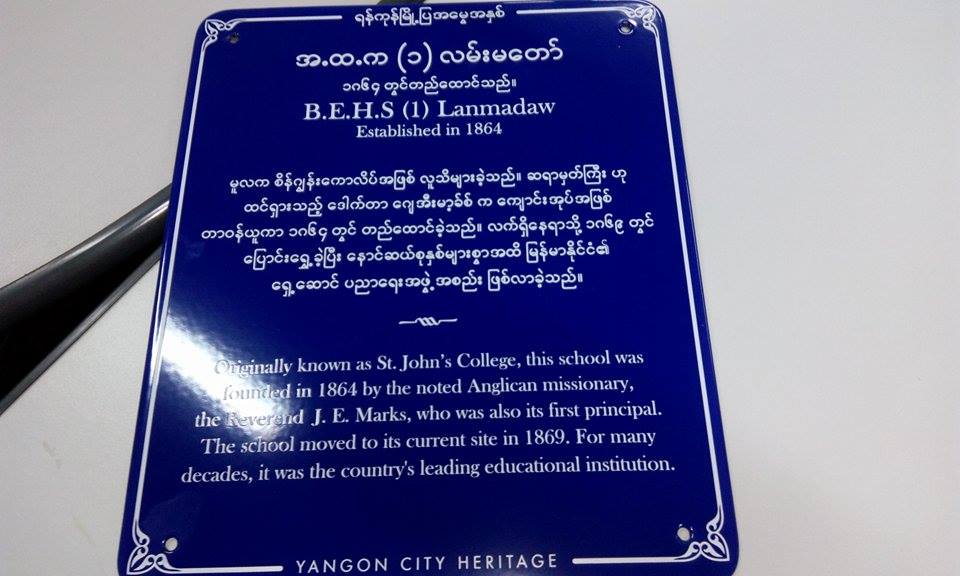 ရန်ကုန်မြို့ပြအမွေအနှစ်
အ.ထ.က (၁) လမ်းမတော်
၁၈၆၄ တွင်တည်ထောင်သည်။
B.E.H.S (1) Lanmadaw
Established in 1864
မူလက စိန်ဂျွန်းကောလိပ်အဖြစ် လူသိများခဲ့သည်။ ဆရာမှတ်ကြီး ဟု
ထင်ရှားသည့် ဒေါက်တာ ဂျေအီးမာ့ခ်စ် က ကျောင်းအုပ်အဖြစ်
တာဝန်ယူကာ ၁၈၆၄ တွင် တည်ထောင်ခဲ့သည်။ လက်ရှိနေရာသို့ ၁၈၆၉ တွင်
ပြောင်းရွှေ့ခဲ့ပြီး နောင်ဆယ်စုနှစ်များစွာအထိ မြန်မာနိုင်ငံ၏
ရှေ့ဆောင် ပညာရေးအဖွဲ့အစည်း ဖြစ်လာခဲ့သည်။
Originally known as St. John's College, this school was
founded in 1864 by the noted Anglican missionary,
the Reverend J. E. Marks, who was also its first principal.
The school moved to its current site in 1869. For many
decades, it was the country's leading educational institution.
YANGON CITY HERITAGE